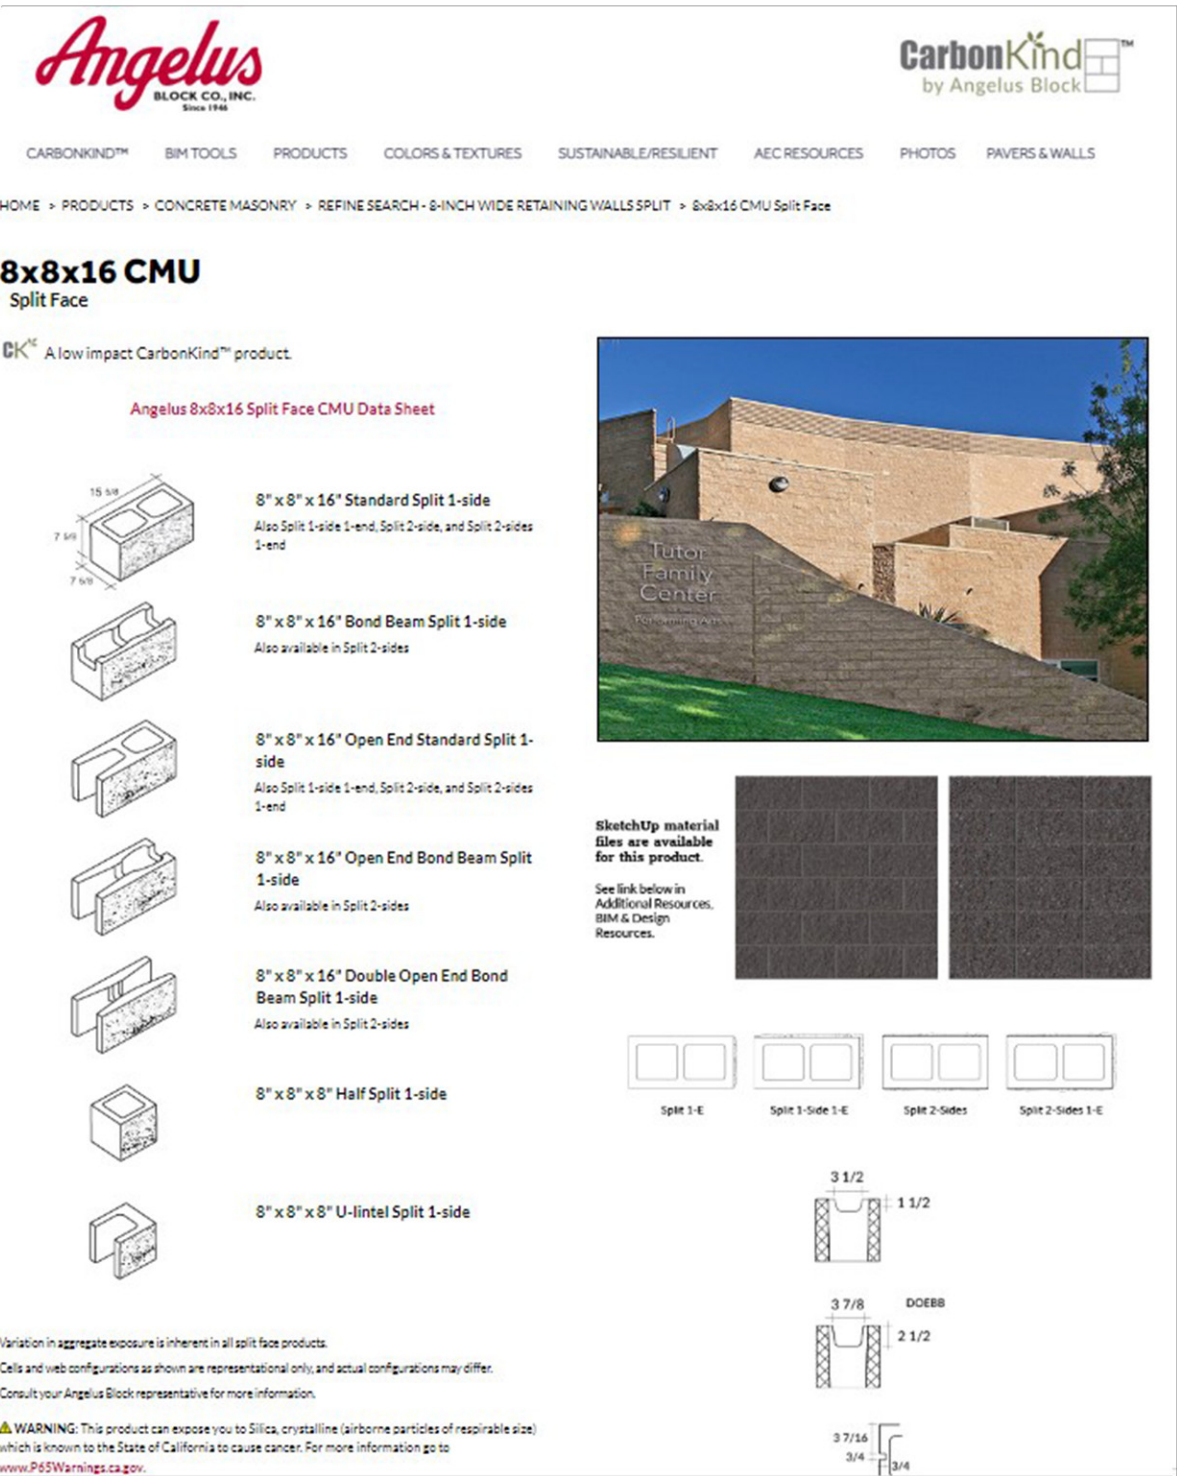 Angelus
BLOCK CO., INC.
Since 1946
CarbonKind™
by Angelus Block
CARBONKIND™ BIM TOOLS PRODUCTS COLORS & TEXTURES SUSTAINABLE/RESILIENT AEC RESOURCES PHOTOS PAVERS & WALLS
HOME > PRODUCTS > CONCRETE MASONRY > REFINE SEARCH - 8-INCH WIDE RETAINING WALLS SPLIT > 8x8x16 CMU Split Face
8x8x16 CMU
Split Face
CK A low impact CarbonKind™ product.
Angelus 8x8x16 Split Face CMU Data Sheet
15 5/8
7 5/8
7 5/8
8" x 8" x 16" Standard Split 1-side
Also Split 1-side 1-end, Split 2-side, and Split 2-sides
1-end
8" x 8" x 16" Bond Beam Split 1-side
Also available in Split 2-sides
8" x 8" x 16" Open End Standard Split 1-
side
Also Split 1-side 1-end, Split 2-side, and Split 2-sides
1-end
8" x 8" x 16" Open End Bond Beam Split
1-side
Also available in Split 2-sides
8" x 8" x 16" Double Open End Bond
Beam Split 1-side
Also available in Split 2-sides
8" x 8" x 8" Half Split 1-side
8" x 8" x 8" U-lintel Split 1-side
Variation in aggregate exposure is inherent in all split face products.
Cells and web configurations as shown are representational only, and actual configurations may differ.
Consult your Angelus Block representative for more information.
WARNING: This product can expose you to Silica, crystalline (airborne particles of respirable size)
which is known to the State of California to cause cancer. For more information go to
www.P65Warnings.ca.gov.
Tutor
Family
Center
Performing Arts
SketchUp material
files are available
for this product.
See link below in
Additional Resources,
BIM & Design
Resources.
Split 1-E Split 1-Side 1-E Split 2-Sides Split 2-Sides 1-E
3 1/2
1 1/2
3 7/8 DOEBB
2 1/2
3 7/16
3/4
3/4